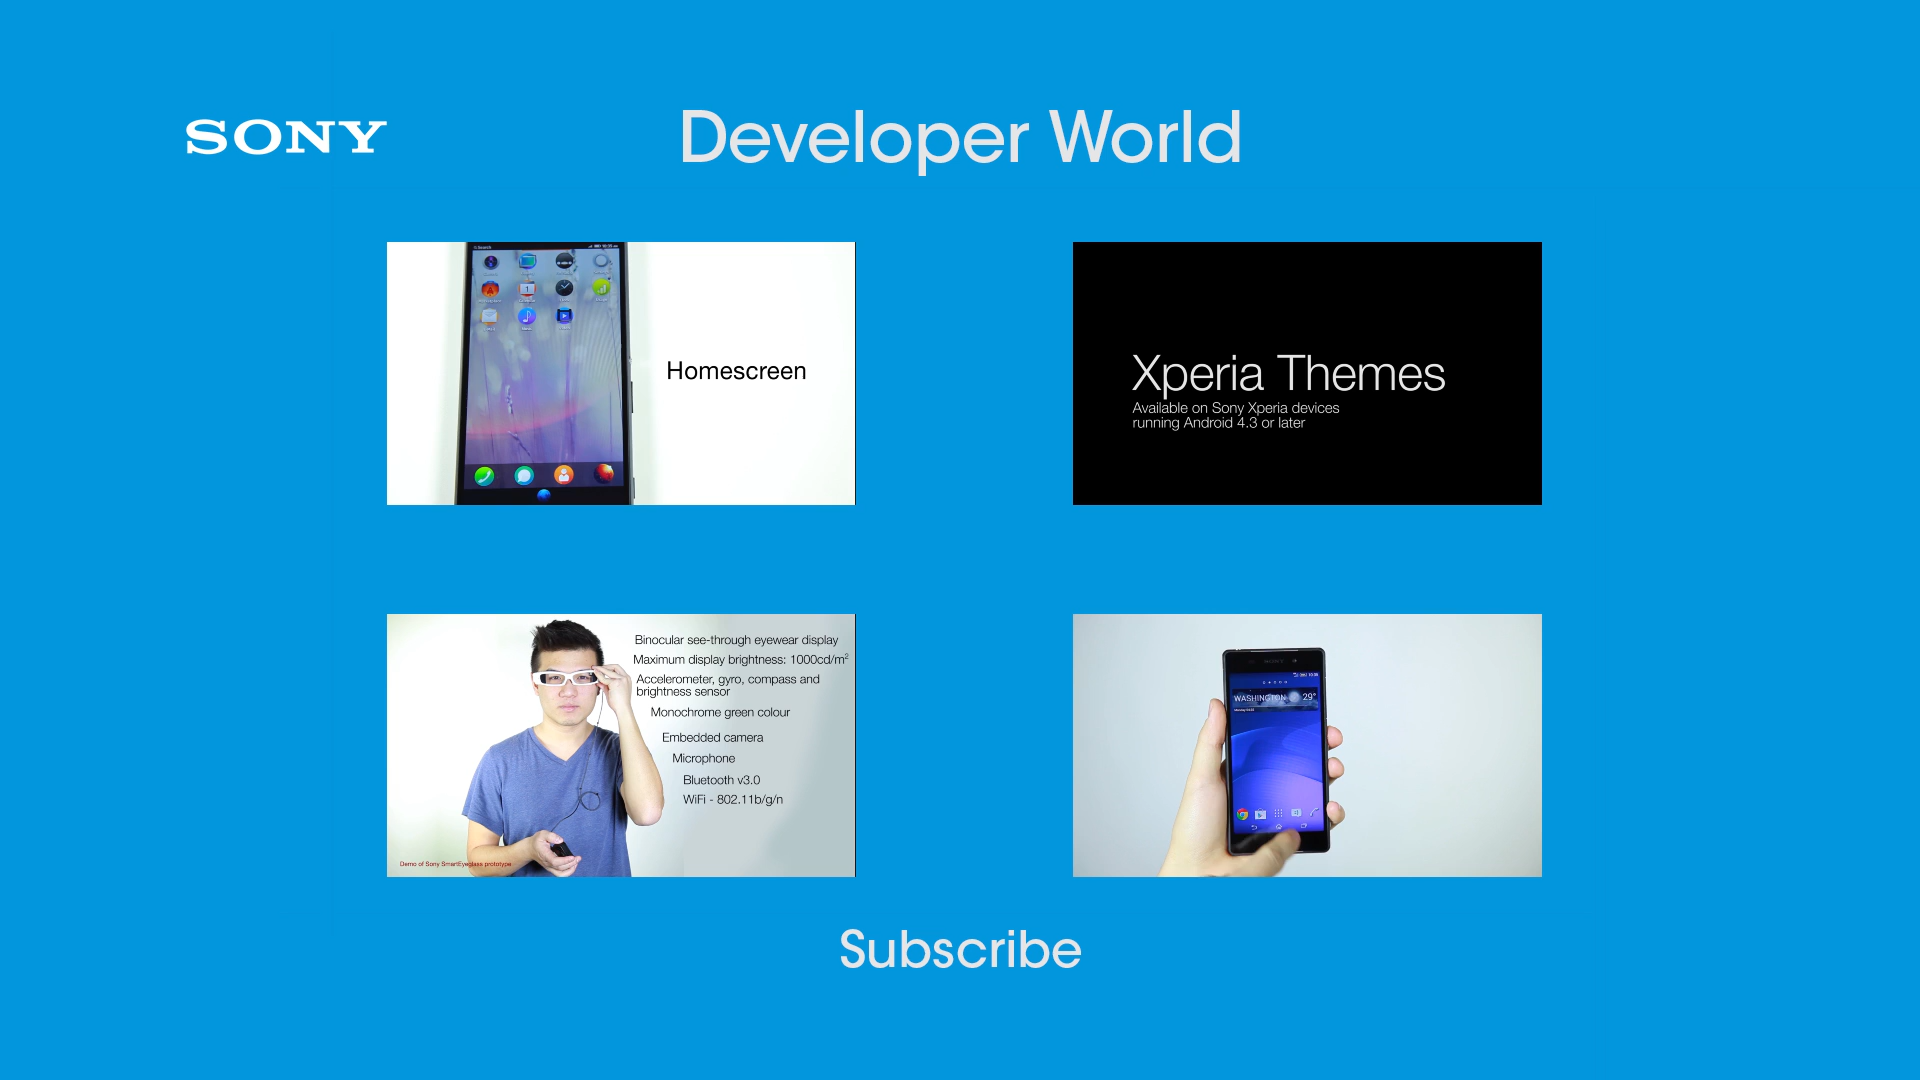 SONY
Developer World
Search
Homescreen
Xperia Themes
Available on Sony Xperia devices
running Android 4.3 or later
Binocular see-through eyewear display
Maximum display brightness: 1000cd/m²
Accelerometer, gyro, compass and
brightness sensor
Monochrome green colour
Embedded camera
Microphone
Bluetooth v3.0
WiFi - 802.11b/g/n
Demo of Sony SmartEyeglass prototype
SONY
WASHINGTON 29°
Subscribe